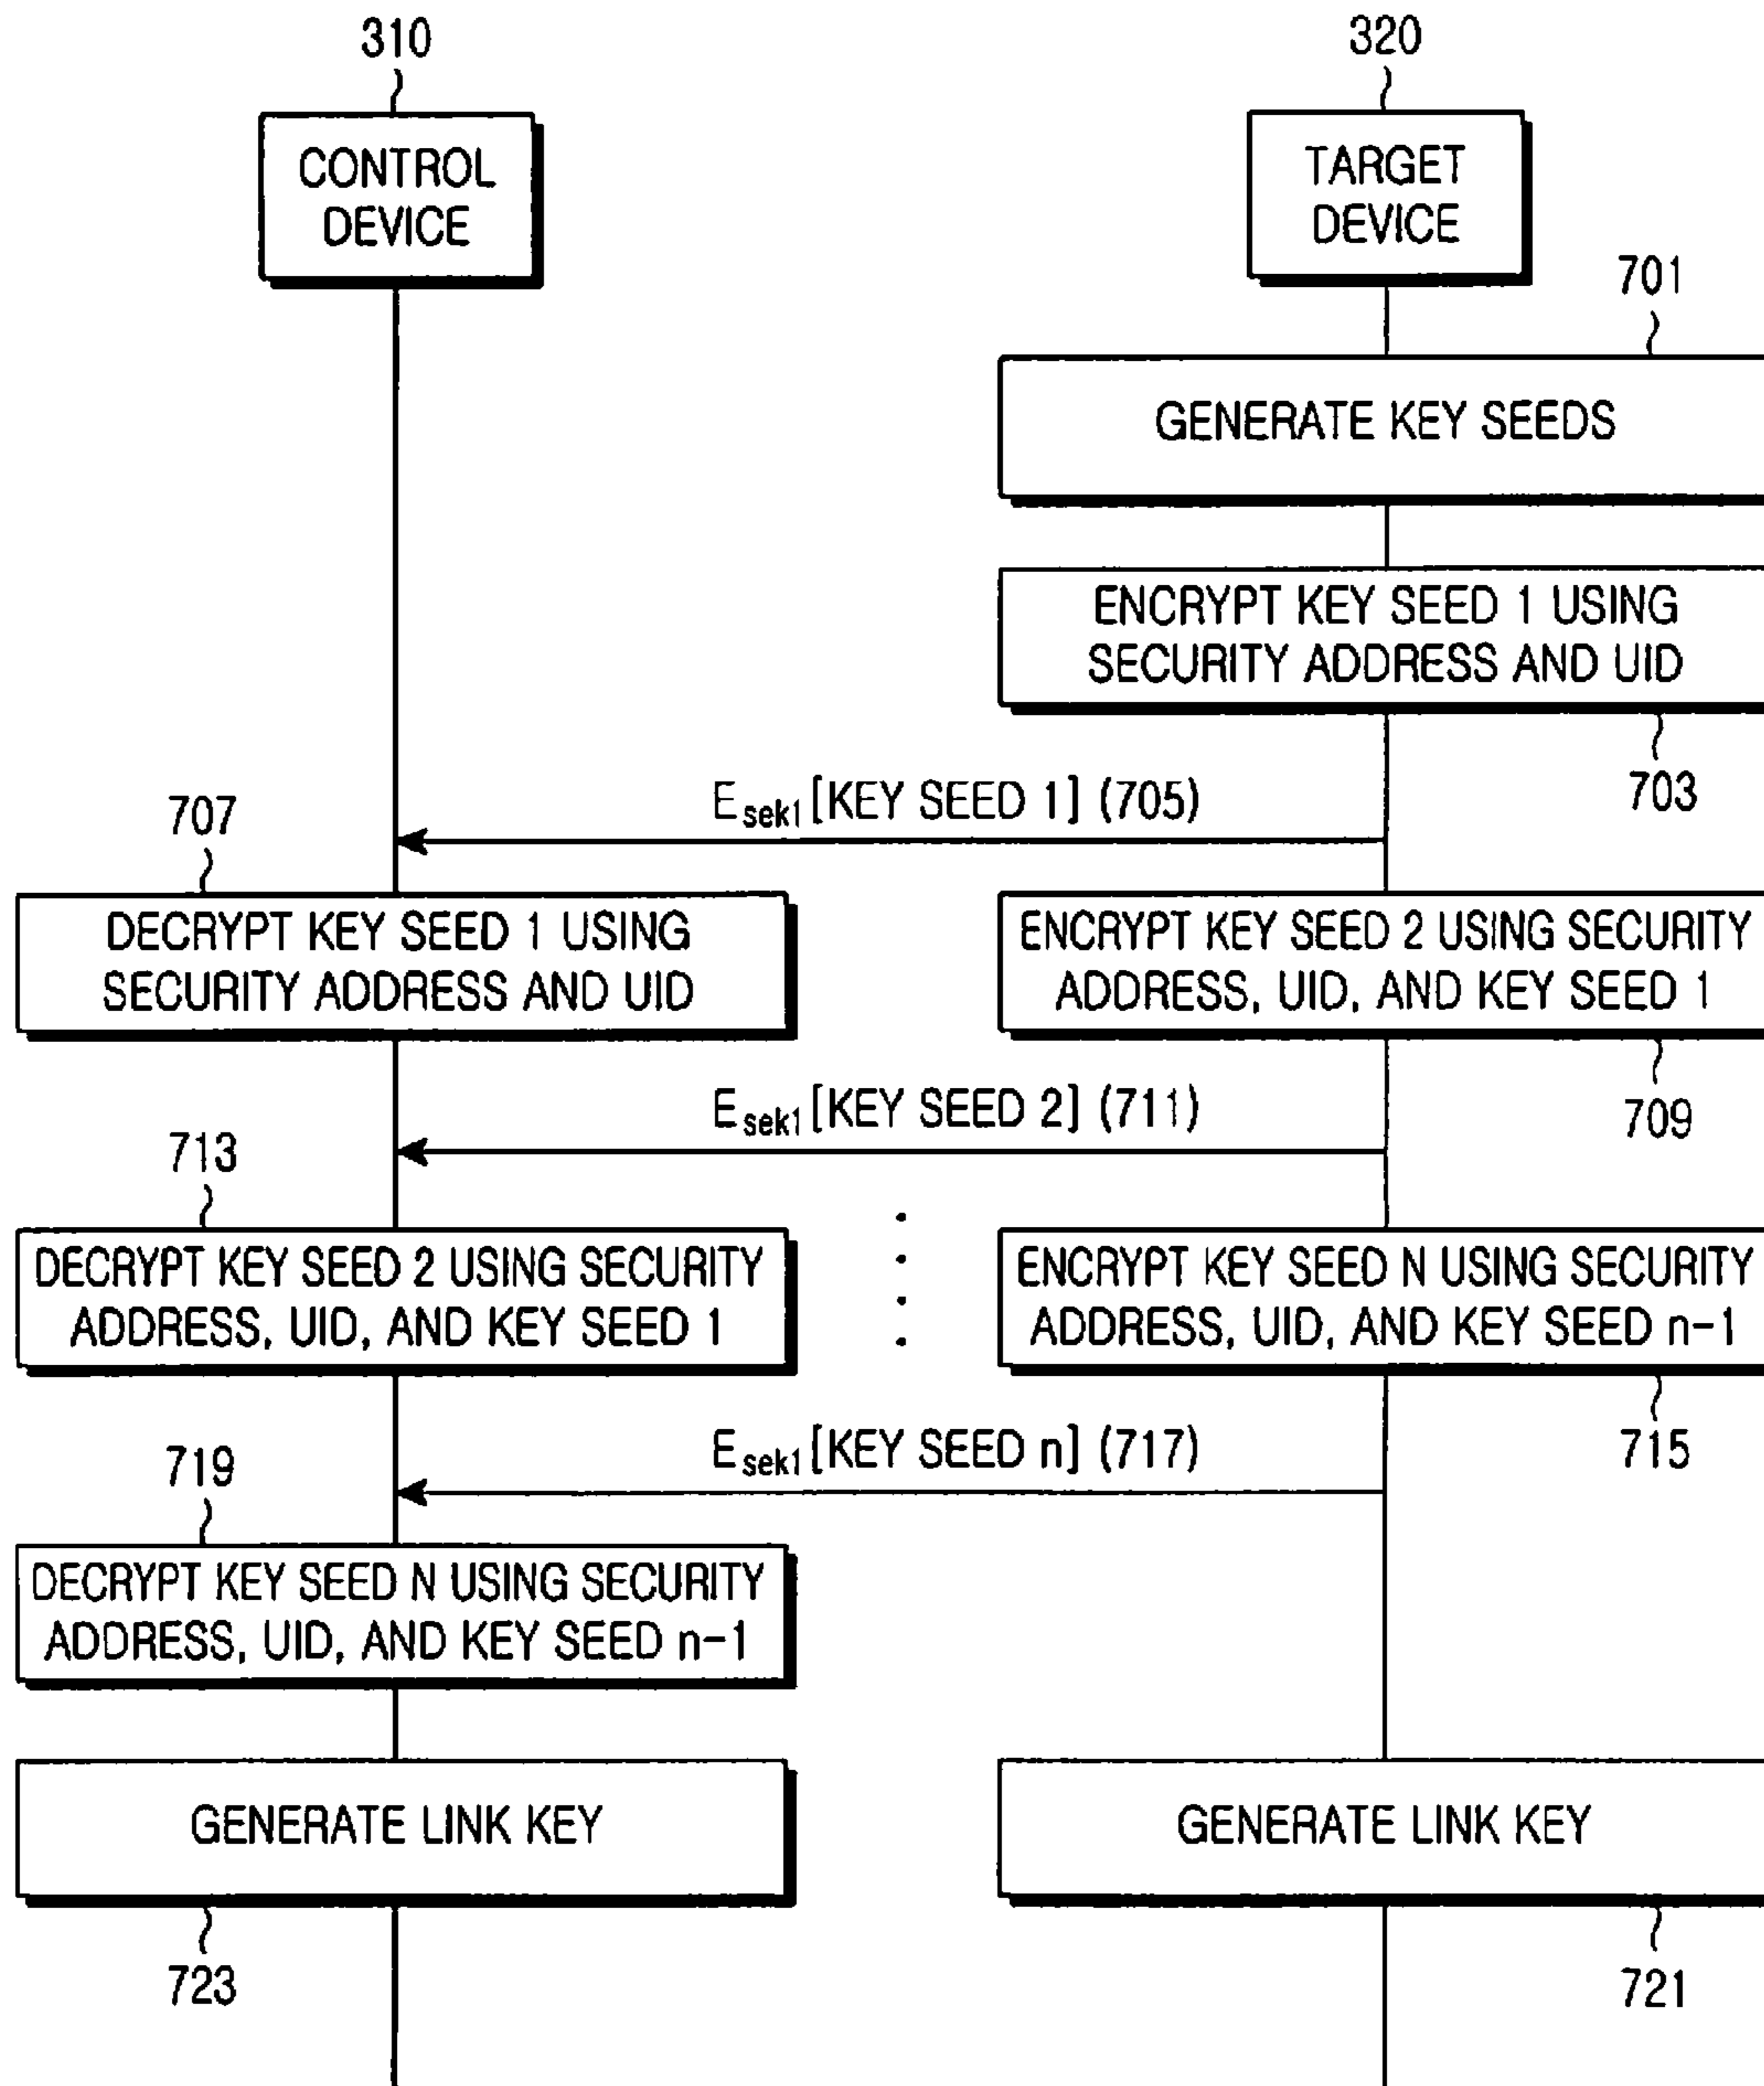 310
320
CONTROL
DEVICE
TARGET
DEVICE
701
GENERATE KEY SEEDS
ENCRYPT KEY SEED 1 USING
SECURITY ADDRESS AND UID
703
Esek1[KEY SEED 1] (705)
707
DECRYPT KEY SEED 1 USING
SECURITY ADDRESS AND UID
ENCRYPT KEY SEED 2 USING SECURITY
ADDRESS, UID, AND KEY SEED 1
709
Esek1[KEY SEED 2] (711)
713
DECRYPT KEY SEED 2 USING SECURITY
ADDRESS, UID, AND KEY SEED 1
ENCRYPT KEY SEED N USING SECURITY
ADDRESS, UID, AND KEY SEED n-1
715
Esek1[KEY SEED n] (717)
719
DECRYPT KEY SEED N USING SECURITY
ADDRESS, UID, AND KEY SEED n-1
GENERATE LINK KEY
GENERATE LINK KEY
723
721